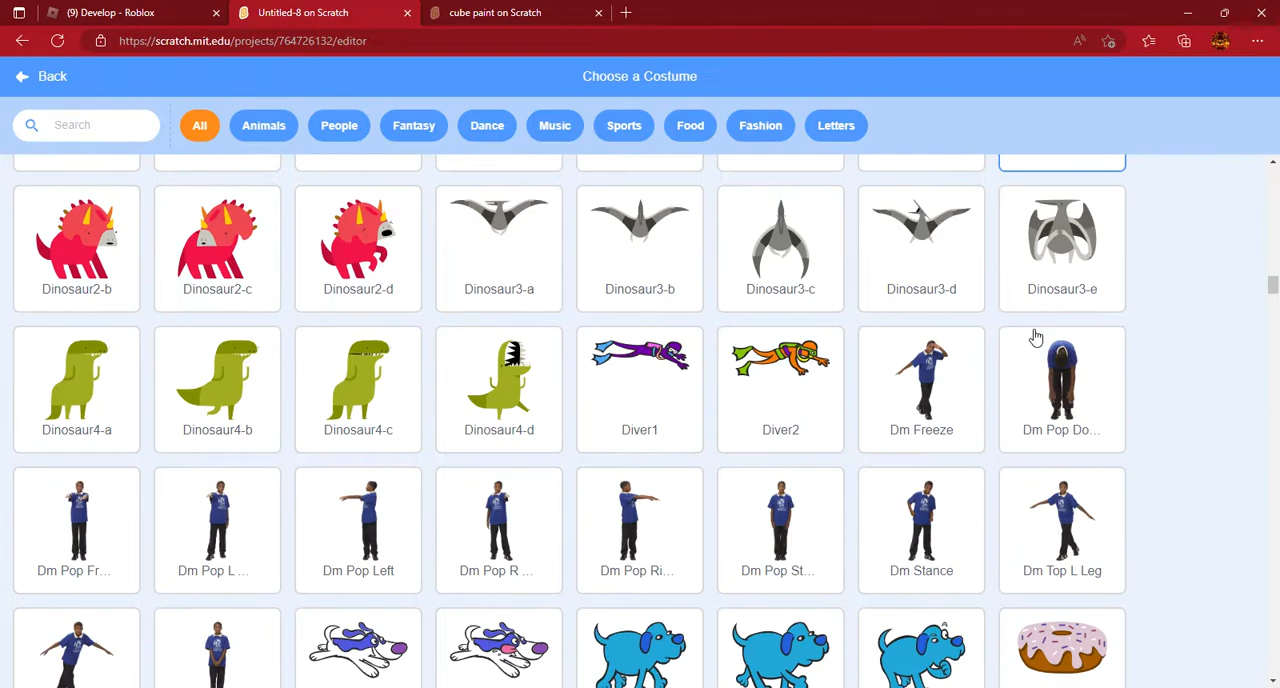 (9) Develop - Roblox
Untitled-8 on Scratch
cube paint on Scratch
https://scratch.mit.edu/projects/764726132/editor
Back
Choose a Costume
Search
All
Animals
People
Fantasy
Dance
Music
Sports
Food
Fashion
Letters
Dinosaur2-b
Dinosaur2-c
Dinosaur2-d
Dinosaur3-a
Dinosaur3-b
Dinosaur3-c
Dinosaur3-d
Dinosaur3-e
Dinosaur4-a
Dinosaur4-b
Dinosaur4-c
Dinosaur4-d
Diver1
Diver2
Dm Freeze
Dm Pop Do...
Dm Pop Fr...
Dm Pop L ...
Dm Pop Left
Dm Pop R ...
Dm Pop Ri...
Dm Pop St...
Dm Stance
Dm Top L Leg